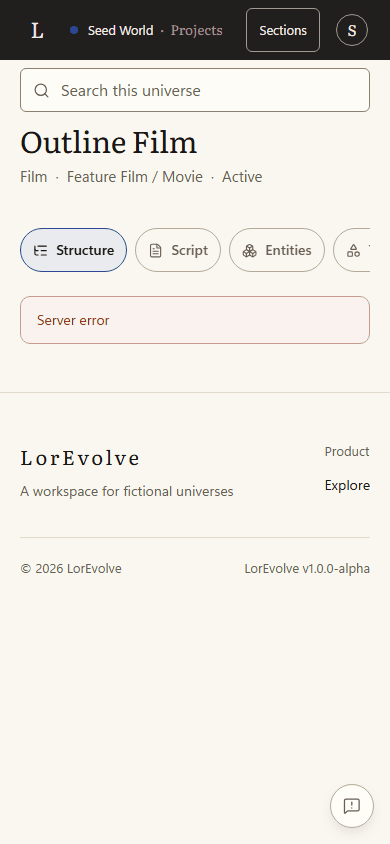 L Seed World · Projects Sections S
Search this universe
Outline Film
Film · Feature Film / Movie · Active
Structure Script Entities
Server error
LorEvolve
Product
A workspace for fictional universes
Explore
© 2026 LorEvolve LorEvolve v1.0.0-alpha